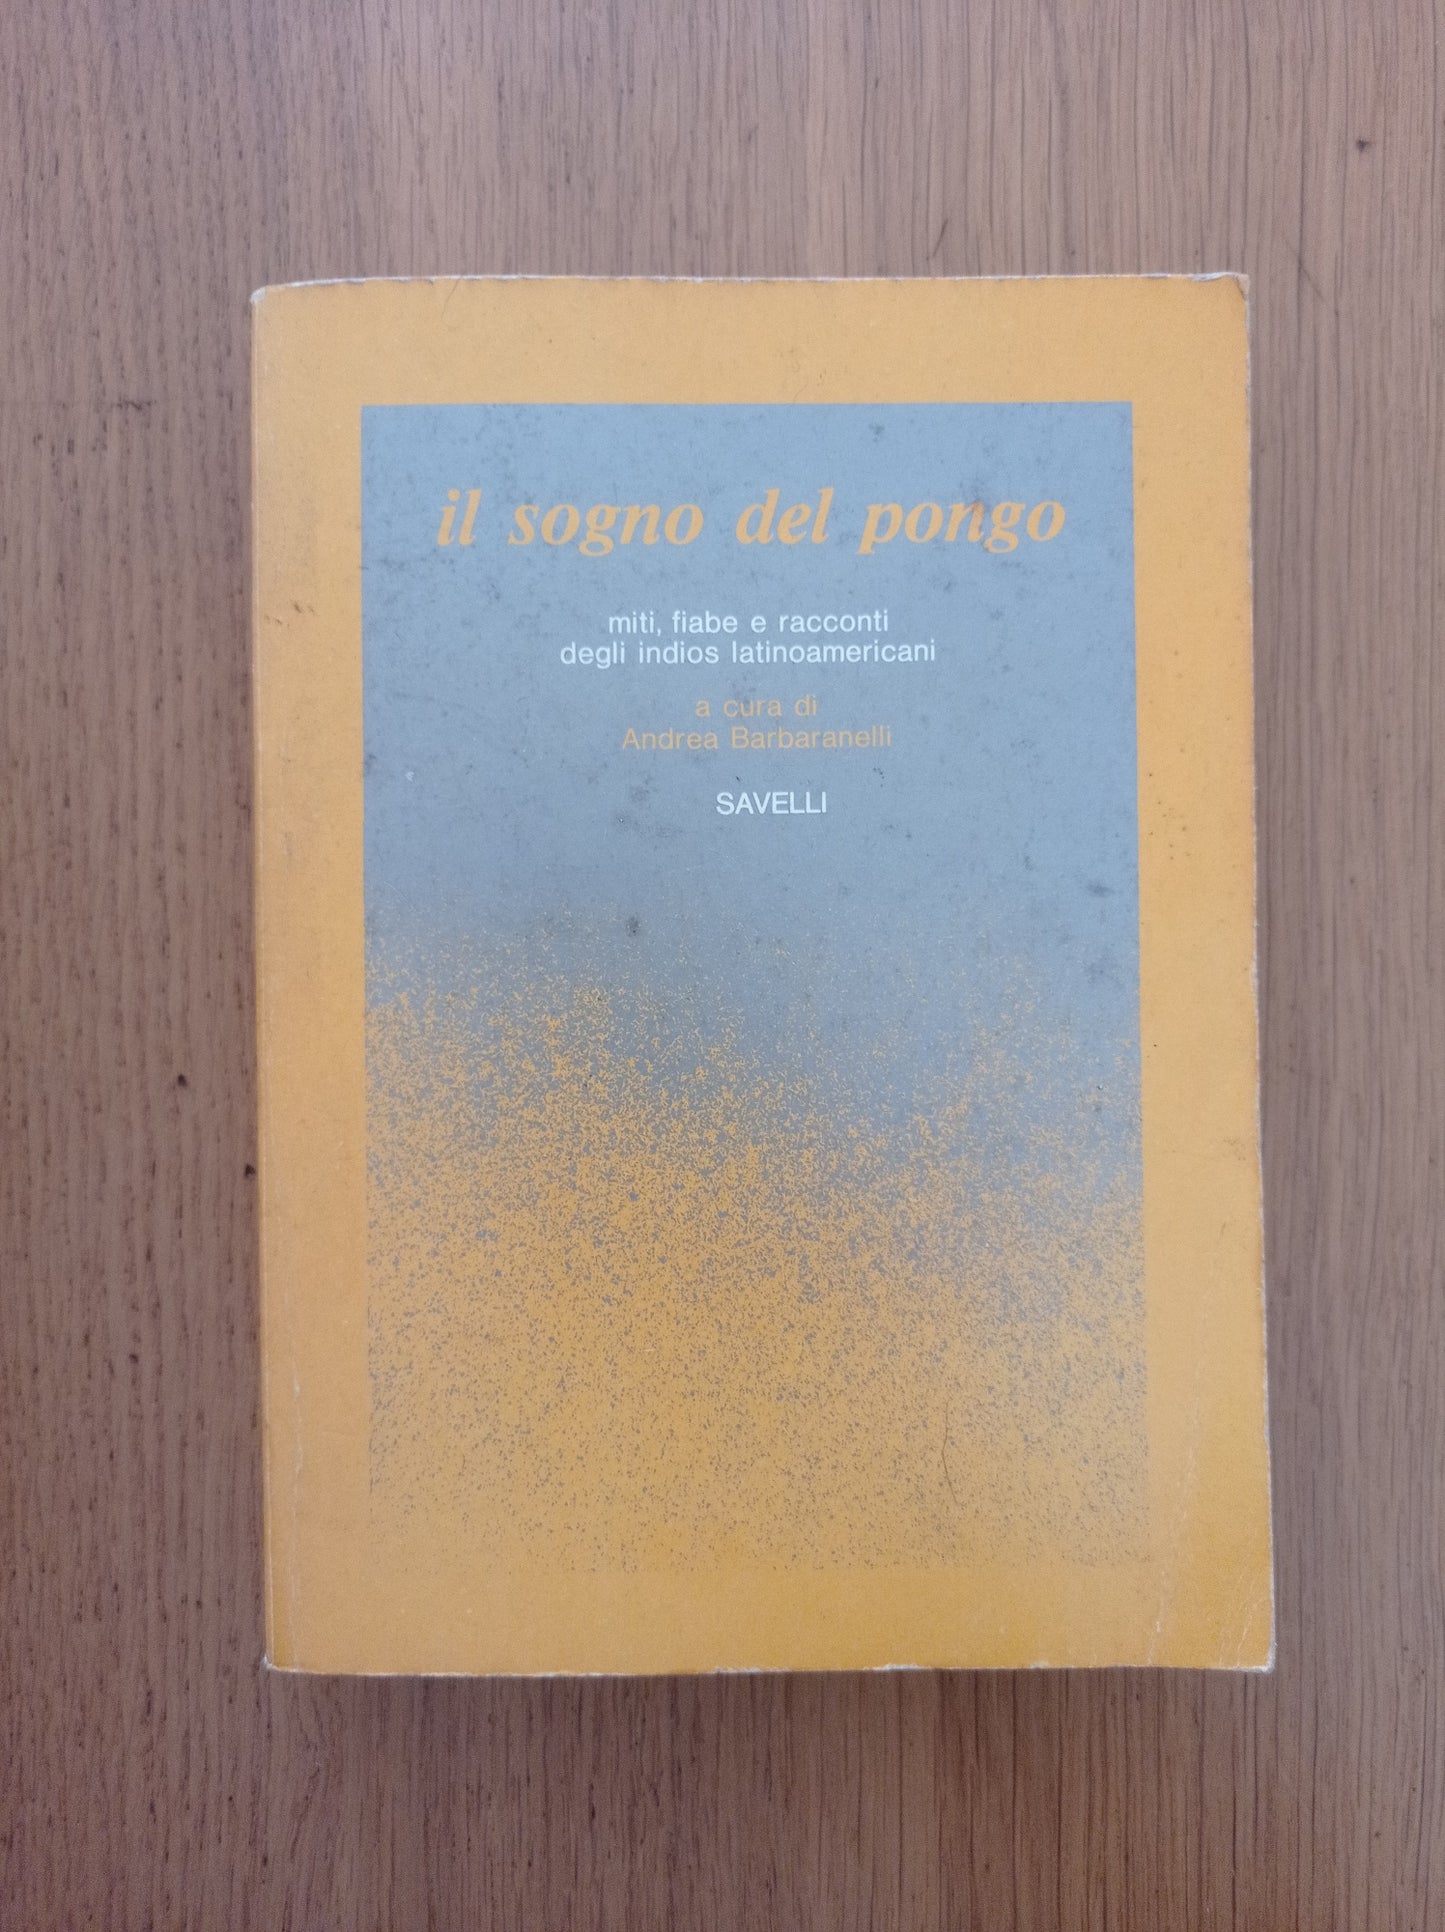 il sogno del pongo
miti, fiabe e racconti
degli indios latinoamericani
a cura di
Andrea Barbaranelli
SAVELLI